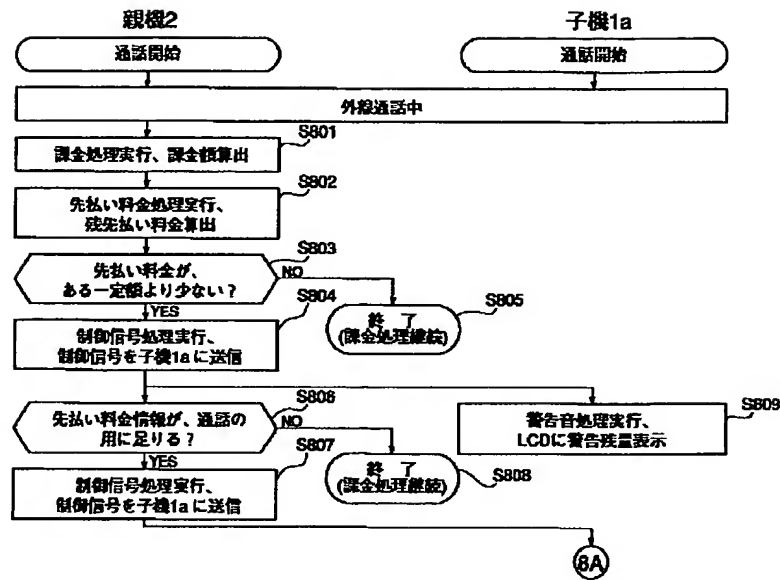 親機2
子機1a
通話開始
通話開始
外線通話中
S801
課金処理実行、課金額算出
S802
先払い料金処理実行、
残先払い料金算出
S803
先払い料金が、
ある一定額より少ない?
NO
YES
S804
S805
終 了
(課金処理継続)
制御信号処理実行、
制御信号を子機1aに送信
S806
先払い料金情報が、通話の
用に足りる?
NO
YES
S809
警告音処理実行、
LCDに警告残量表示
S807
S808
終 了
(課金処理継続)
制御信号処理実行、
制御信号を子機1aに送信
8A